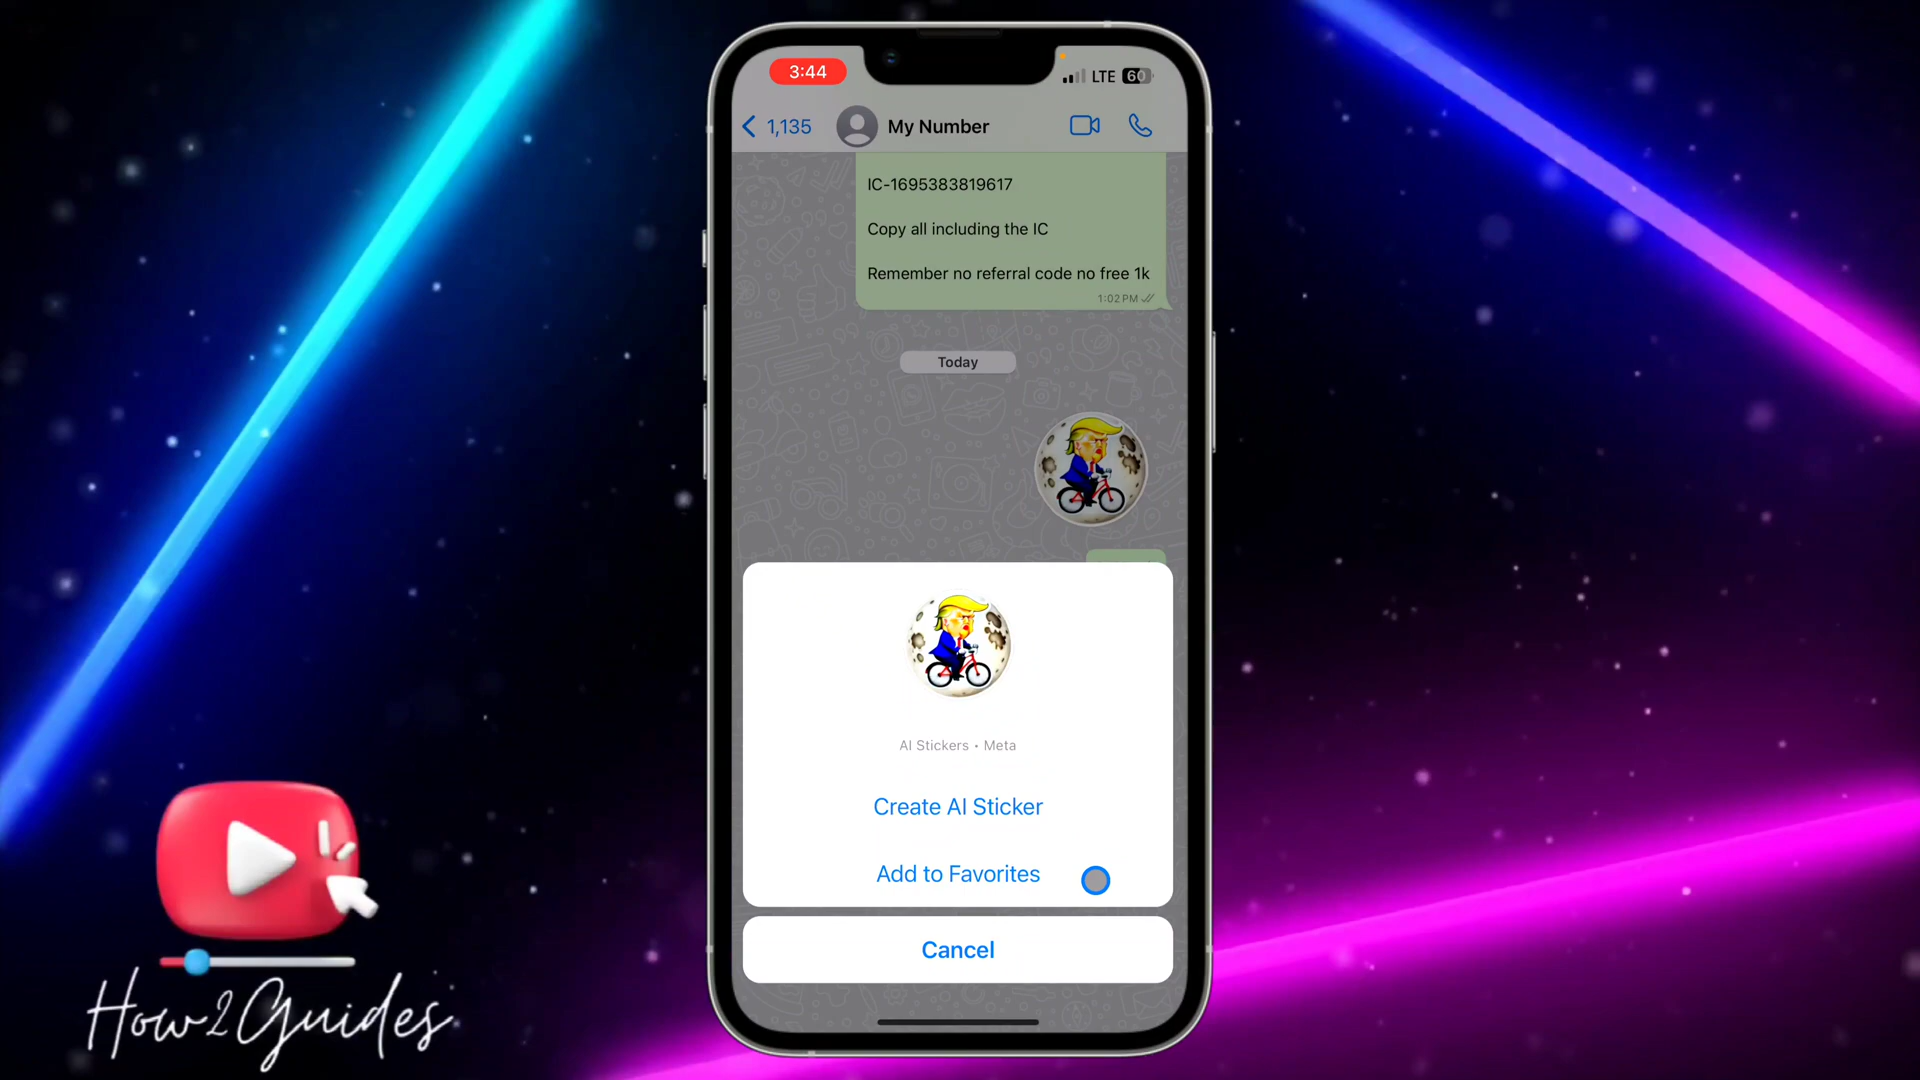 3:44
LTE 60
1,135
My Number
IC-1695383819617
Copy all including the IC
Remember no referral code no free 1k
1:02 PM
Today
AI Stickers • Meta
Create AI Sticker
Add to Favorites
Cancel
How2Guides